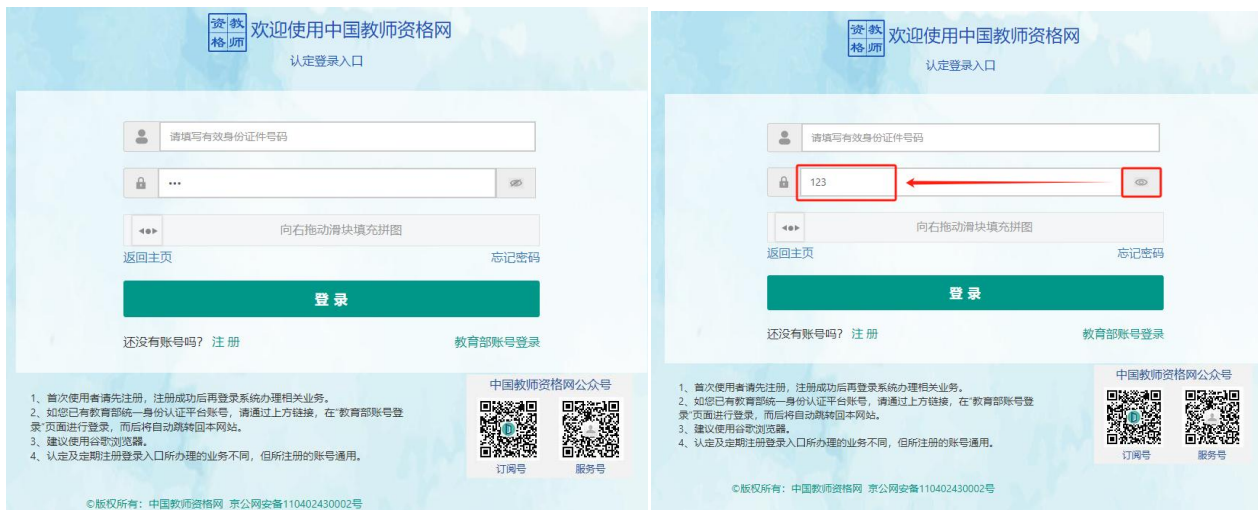 资教
格师
欢迎使用中国教师资格网
认定登录入口
请填写有效身份证件号码
•••
向右拖动滑块填充拼图
返回主页 忘记密码
登 录
还没有账号吗? 注 册 教育部账号登录
1、首次使用者请先注册,注册成功后再登录系统办理相关业务。
2、如您已有教育部统一身份认证平台账号,请通过上方链接,在“教育部账号登
录”页面进行登录,而后将自动跳转回本网站。
3、建议使用谷歌浏览器。
4、认定及定期注册登录入口所办理的业务不同,但所注册的账号通用。
中国教师资格网公众号
订阅号 服务号
©版权所有:中国教师资格网 京公网安备110402430002号
资教
格师
欢迎使用中国教师资格网
认定登录入口
请填写有效身份证件号码
123
向右拖动滑块填充拼图
返回主页 忘记密码
登 录
还没有账号吗? 注 册 教育部账号登录
1、首次使用者请先注册,注册成功后再登录系统办理相关业务。
2、如您已有教育部统一身份认证平台账号,请通过上方链接,在“教育部账号登
录”页面进行登录,而后将自动跳转回本网站。
3、建议使用谷歌浏览器。
4、认定及定期注册登录入口所办理的业务不同,但所注册的账号通用。
中国教师资格网公众号
订阅号 服务号
©版权所有:中国教师资格网 京公网安备110402430002号